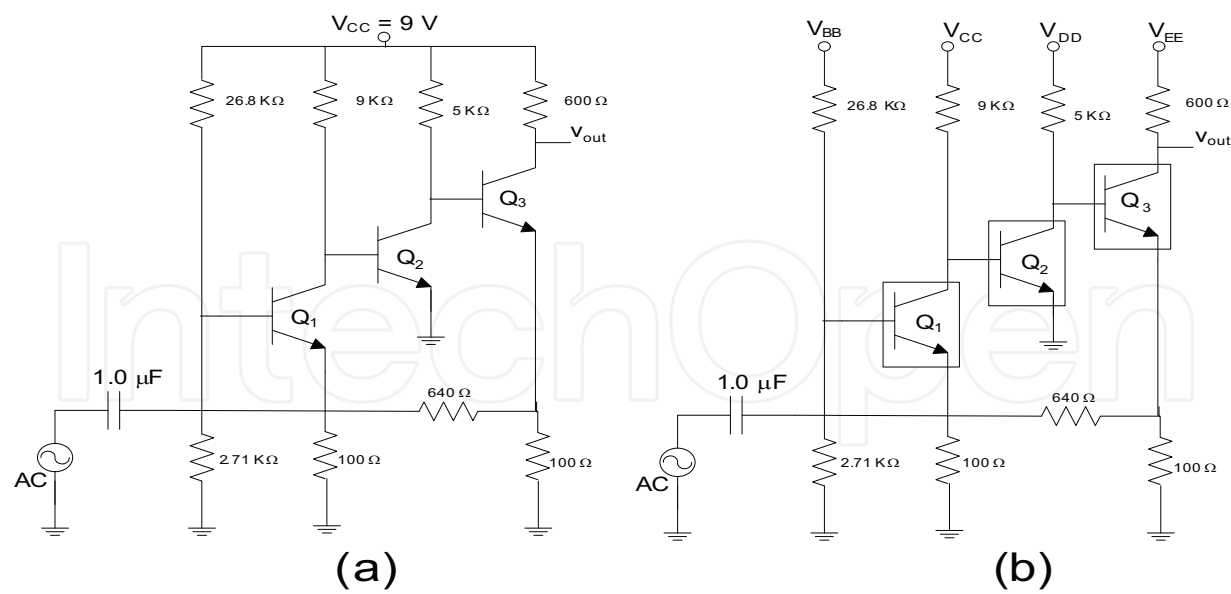 V_CC = 9 V
26.8 KΩ
9 KΩ
5 KΩ
600 Ω
v_out
Q_3
Q_2
Q_1
1.0 µF
640 Ω
AC
2.71 KΩ
100 Ω
100 Ω
(a)
V_BB
V_CC
V_DD
V_EE
26.8 KΩ
9 KΩ
5 KΩ
600 Ω
v_out
Q_3
Q_2
Q_1
1.0 µF
640 Ω
AC
2.71 KΩ
100 Ω
100 Ω
(b)
IntechOpen